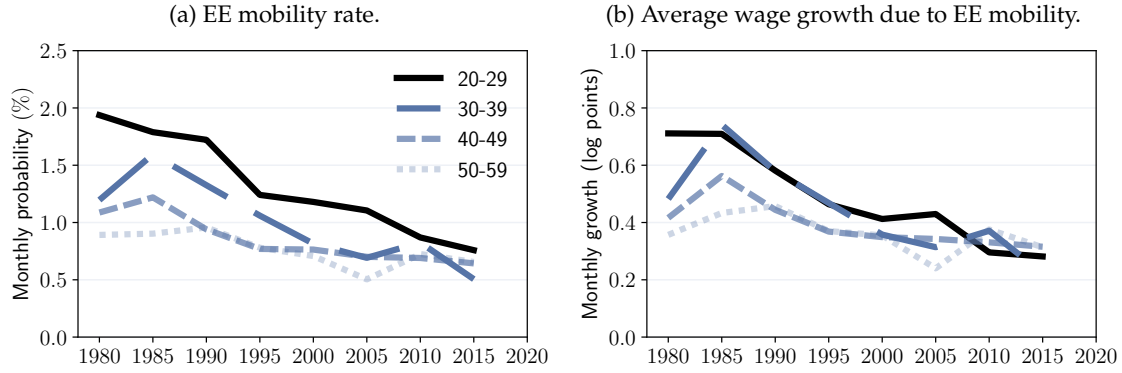 (a) EE mobility rate.
Monthly probability (%)
2.5
2.0
1.5
1.0
0.5
0.0
20-29
30-39
40-49
50-59
1980 1985 1990 1995 2000 2005 2010 2015 2020
(b) Average wage growth due to EE mobility.
Monthly growth (log points)
1.0
0.8
0.6
0.4
0.2
0.0
1980 1985 1990 1995 2000 2005 2010 2015 2020